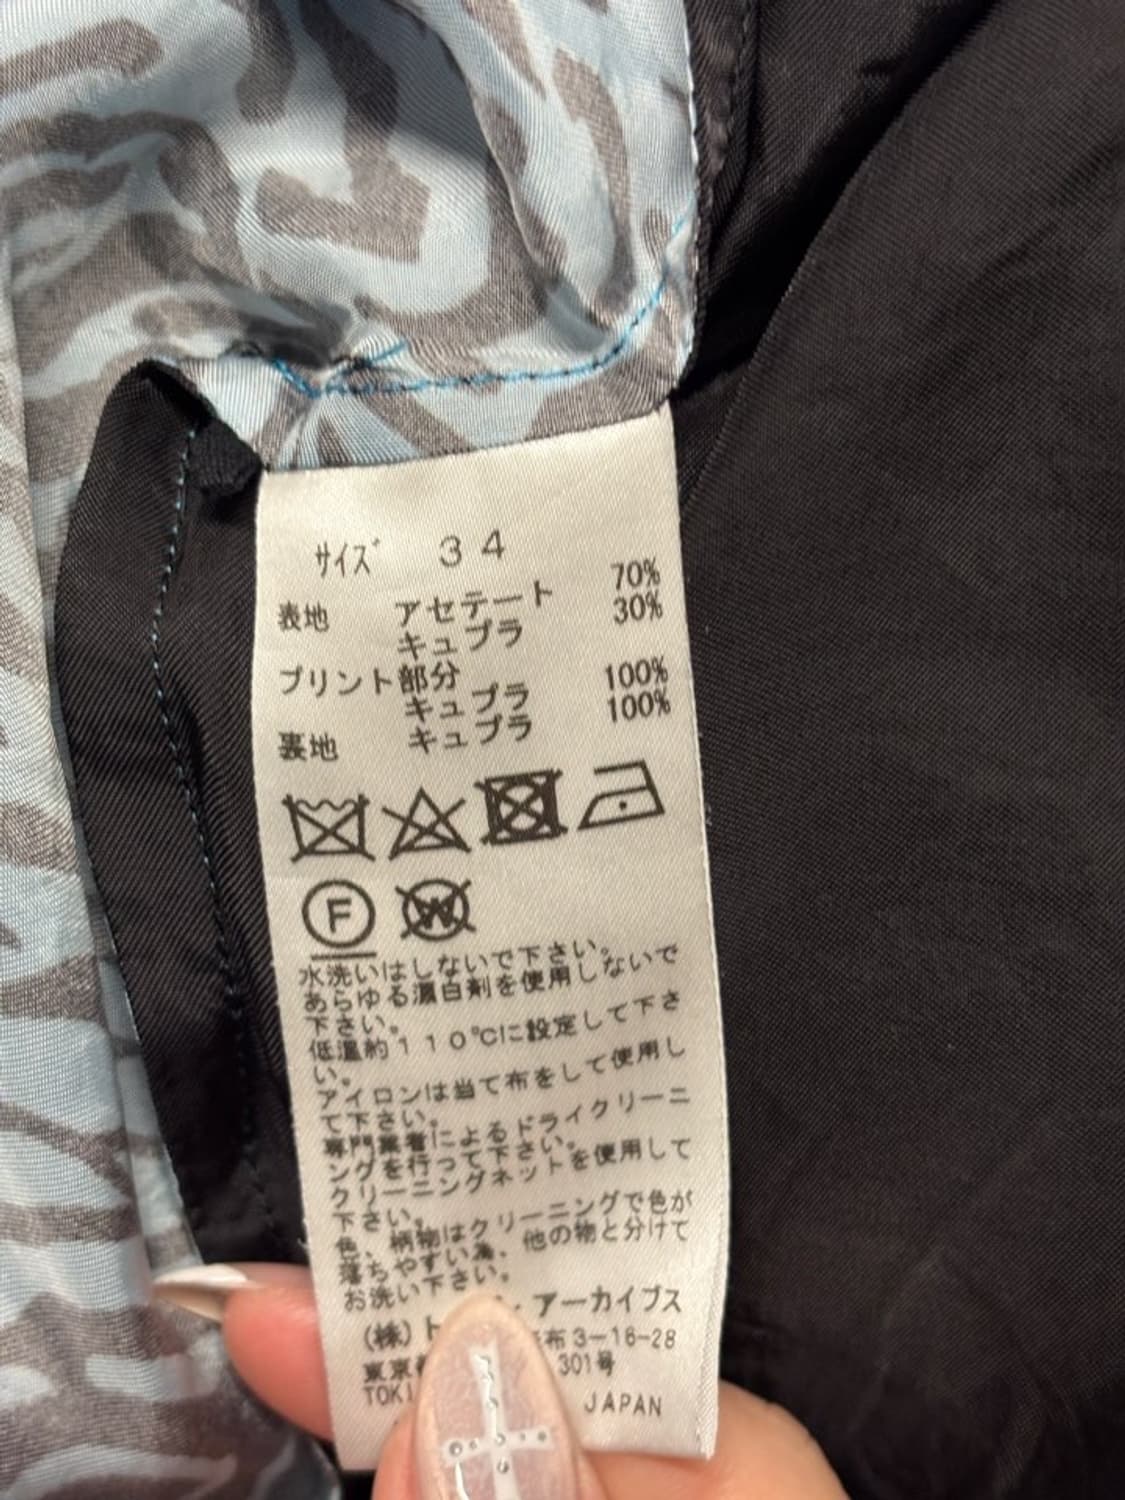 サイズ 34
表地 アセテート 70%
キュプラ 30%
プリント部分
キュプラ 100%
裏地 キュプラ 100%
F
W
水洗いはしないで下さい。
あらゆる漂白剤を使用しないで
下さい。
低温約110℃に設定して下さ
い。
アイロンは当て布をして使用し
て下さい。
専門業者によるドライクリーニ
ングを行って下さい。
クリーニングネットを使用して
下さい。
色、柄物はクリーニングで色が
落ちやすい為、他の物と分けて
お洗い下さい。
(株)ト アーカイブス
東京 布3-16-28
301号
TOKI JAPAN